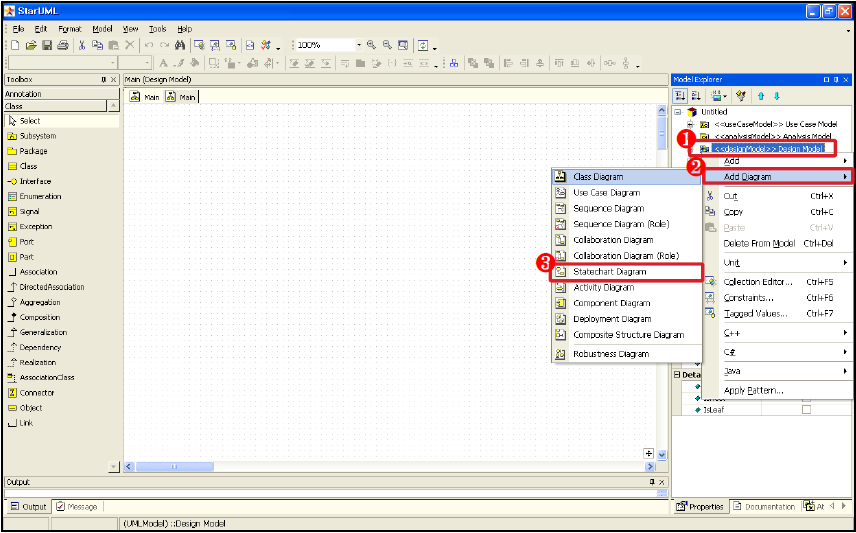 StarUML
File Edit Format Model View Tools Help
100%
Toolbox
Annotation
Class
Select
Subsystem
Package
Class
Interface
Enumeration
Signal
Exception
Port
Part
Association
DirectedAssociation
Aggregation
Composition
Generalization
Dependency
Realization
AssociationClass
Connector
Object
Link
Main (Design Model)
Main Main
Model Explorer
Untitled
<<useCaseModel>> Use Case Model
<<analysisModel>> Analysis Model
1
<<designModel>> Design Model
2
Add
Add Diagram
Cut Ctrl+X
Copy Ctrl+C
Paste Ctrl+V
Delete From Model Ctrl+Del
Unit
Collection Editor... Ctrl+F5
Constraints... Ctrl+F6
Tagged Values... Ctrl+F7
C++
C#
Java
Apply Pattern...
Class Diagram
Use Case Diagram
Sequence Diagram
Sequence Diagram (Role)
Collaboration Diagram
Collaboration Diagram (Role)
3
Statechart Diagram
Activity Diagram
Component Diagram
Deployment Diagram
Composite Structure Diagram
Robustness Diagram
Deta
IsLeaf
Output
Output Message
Properties Documentation At
(UMLModel) ::Design Model